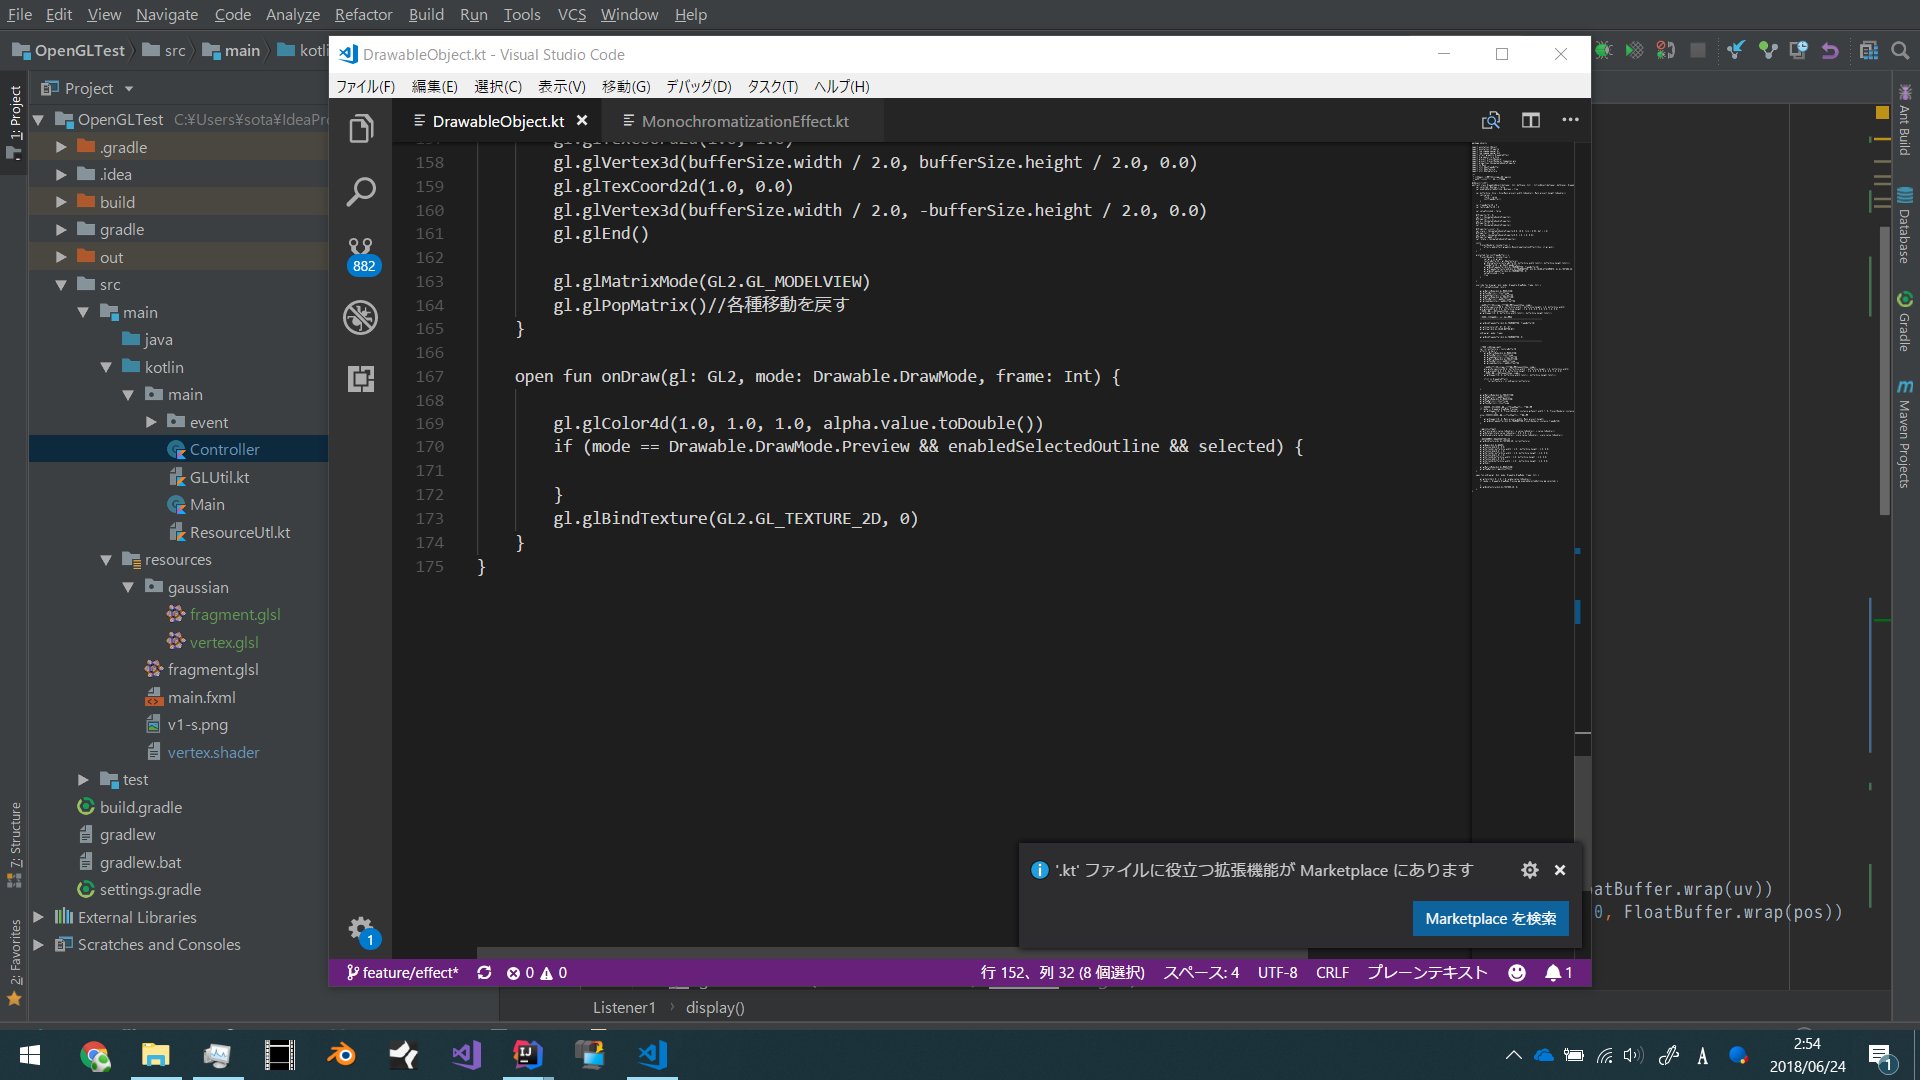 File Edit View Navigate Code Analyze Refactor Build Run Tools VCS Window Help
OpenGLTest src main kotli
DrawableObject.kt - Visual Studio Code
ファイル(F) 編集(E) 選択(C) 表示(V) 移動(G) デバッグ(D) タスク(T) ヘルプ(H)
DrawableObject.kt MonochromatizationEffect.kt
1: Project
7: Structure
2: Favorites
Project
OpenGLTest C:¥Users¥sota¥IdeaPro
.gradle
.idea
build
gradle
out
src
main
java
kotlin
main
event
Controller
GLUtil.kt
Main
ResourceUtl.kt
resources
gaussian
fragment.glsl
vertex.glsl
fragment.glsl
main.fxml
v1-s.png
vertex.shader
test
build.gradle
gradlew
gradlew.bat
settings.gradle
External Libraries
Scratches and Consoles
882
1
158 gl.glVertex3d(bufferSize.width / 2.0, bufferSize.height / 2.0, 0.0)
159 gl.glTexCoord2d(1.0, 0.0)
160 gl.glVertex3d(bufferSize.width / 2.0, -bufferSize.height / 2.0, 0.0)
161 gl.glEnd()
162
163 gl.glMatrixMode(GL2.GL_MODELVIEW)
164 gl.glPopMatrix()//各種移動を戻す
165 }
166
167 open fun onDraw(gl: GL2, mode: Drawable.DrawMode, frame: Int) {
168
169 gl.glColor4d(1.0, 1.0, 1.0, alpha.value.toDouble())
170 if (mode == Drawable.DrawMode.Preview && enabledSelectedOutline && selected) {
171
172 }
173 gl.glBindTexture(GL2.GL_TEXTURE_2D, 0)
174 }
175 }
'.kt' ファイルに役立つ拡張機能が Marketplace にあります
Marketplace を検索
feature/effect* 0 0 行 152、列 32 (8 個選択) スペース: 4 UTF-8 CRLF プレーンテキスト 1
atBuffer.wrap(uv))
0, FloatBuffer.wrap(pos))
Listener1 display()
Ant Build
Database
Gradle
Maven Projects
A
2:54
2018/06/24
1